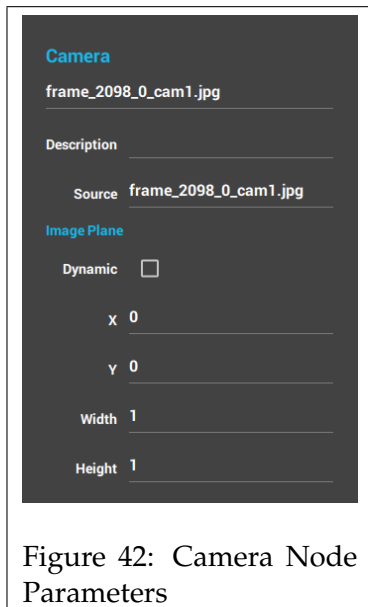 Camera
frame_2098_0_cam1.jpg
Description
Source frame_2098_0_cam1.jpg
Image Plane
Dynamic
X 0
Y 0
Width 1
Height 1
Figure 42: Camera Node
Parameters